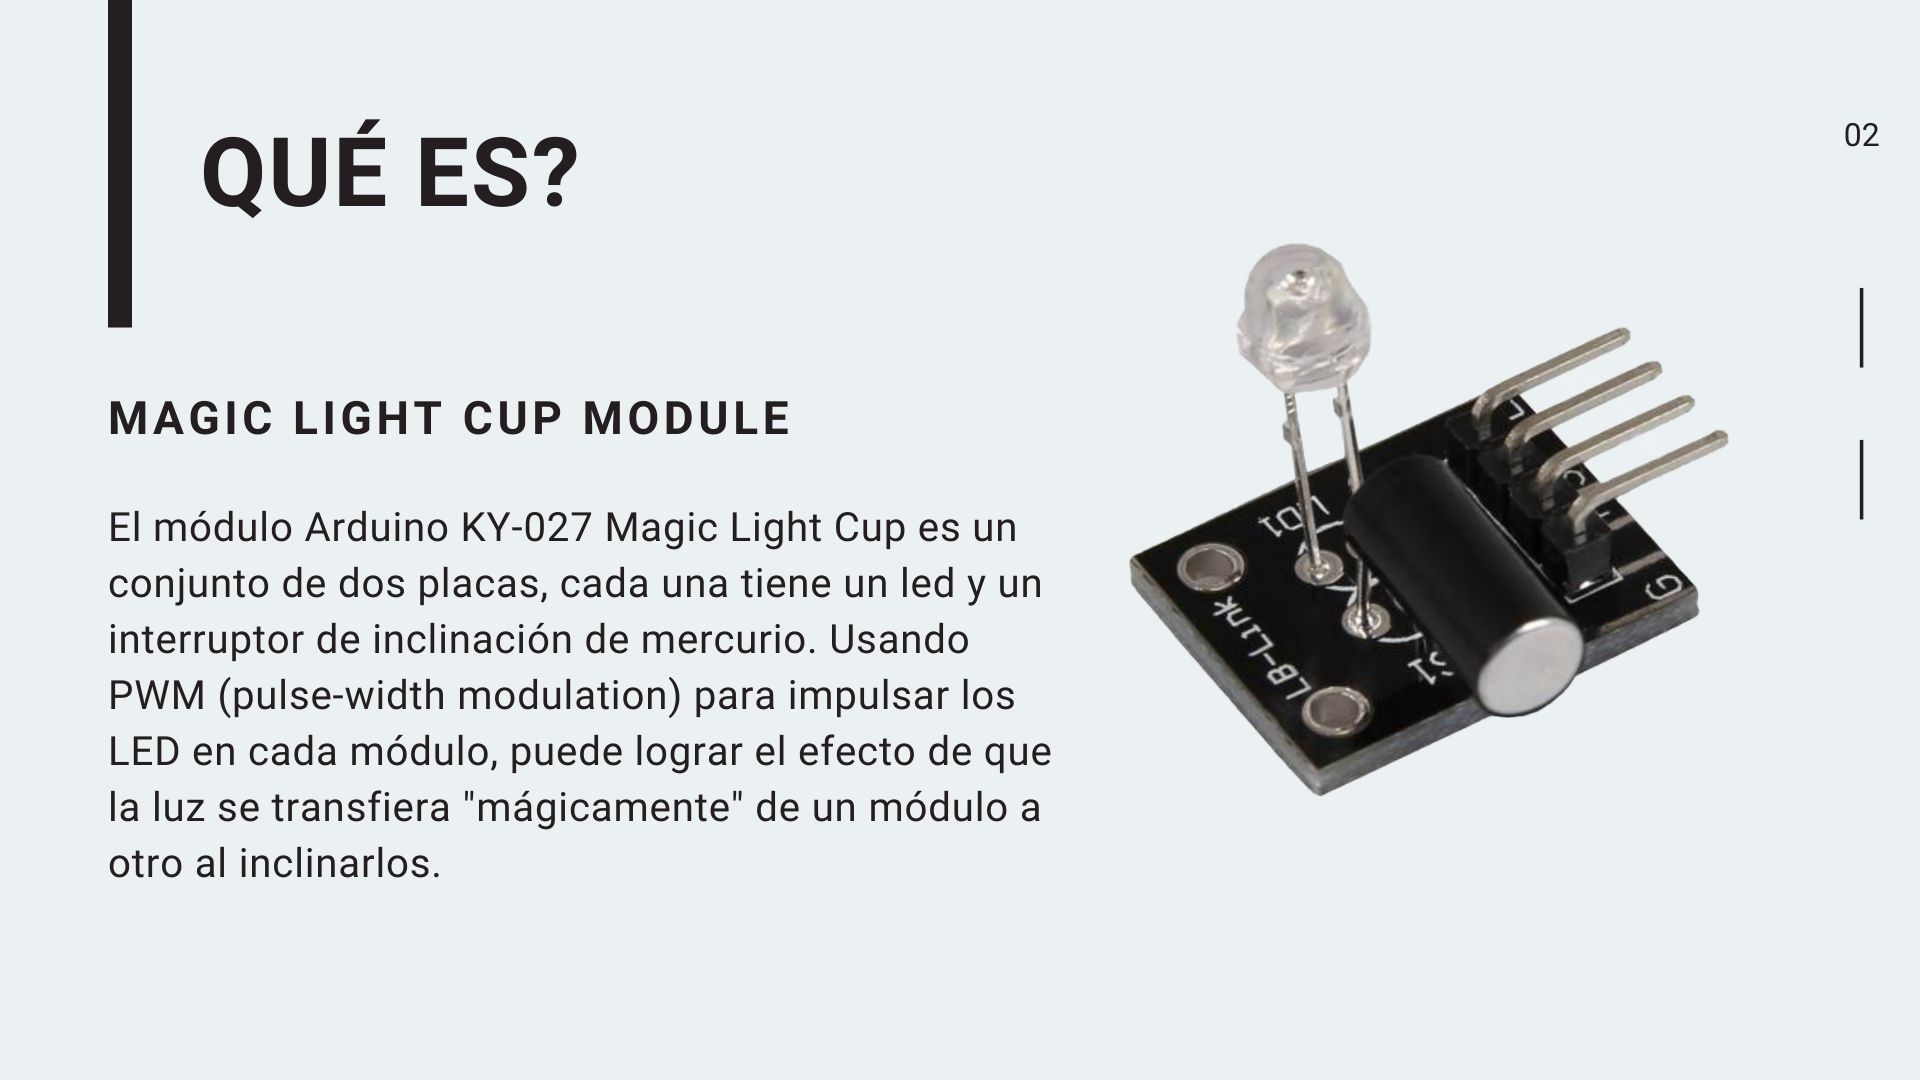 QUÉ ES?
02
MAGIC LIGHT CUP MODULE
El módulo Arduino KY-027 Magic Light Cup es un
conjunto de dos placas, cada una tiene un led y un
interruptor de inclinación de mercurio. Usando
PWM (pulse-width modulation) para impulsar los
LED en cada módulo, puede lograr el efecto de que
la luz se transfiera "mágicamente" de un módulo a
otro al inclinarlos.
L
G
LB-Link